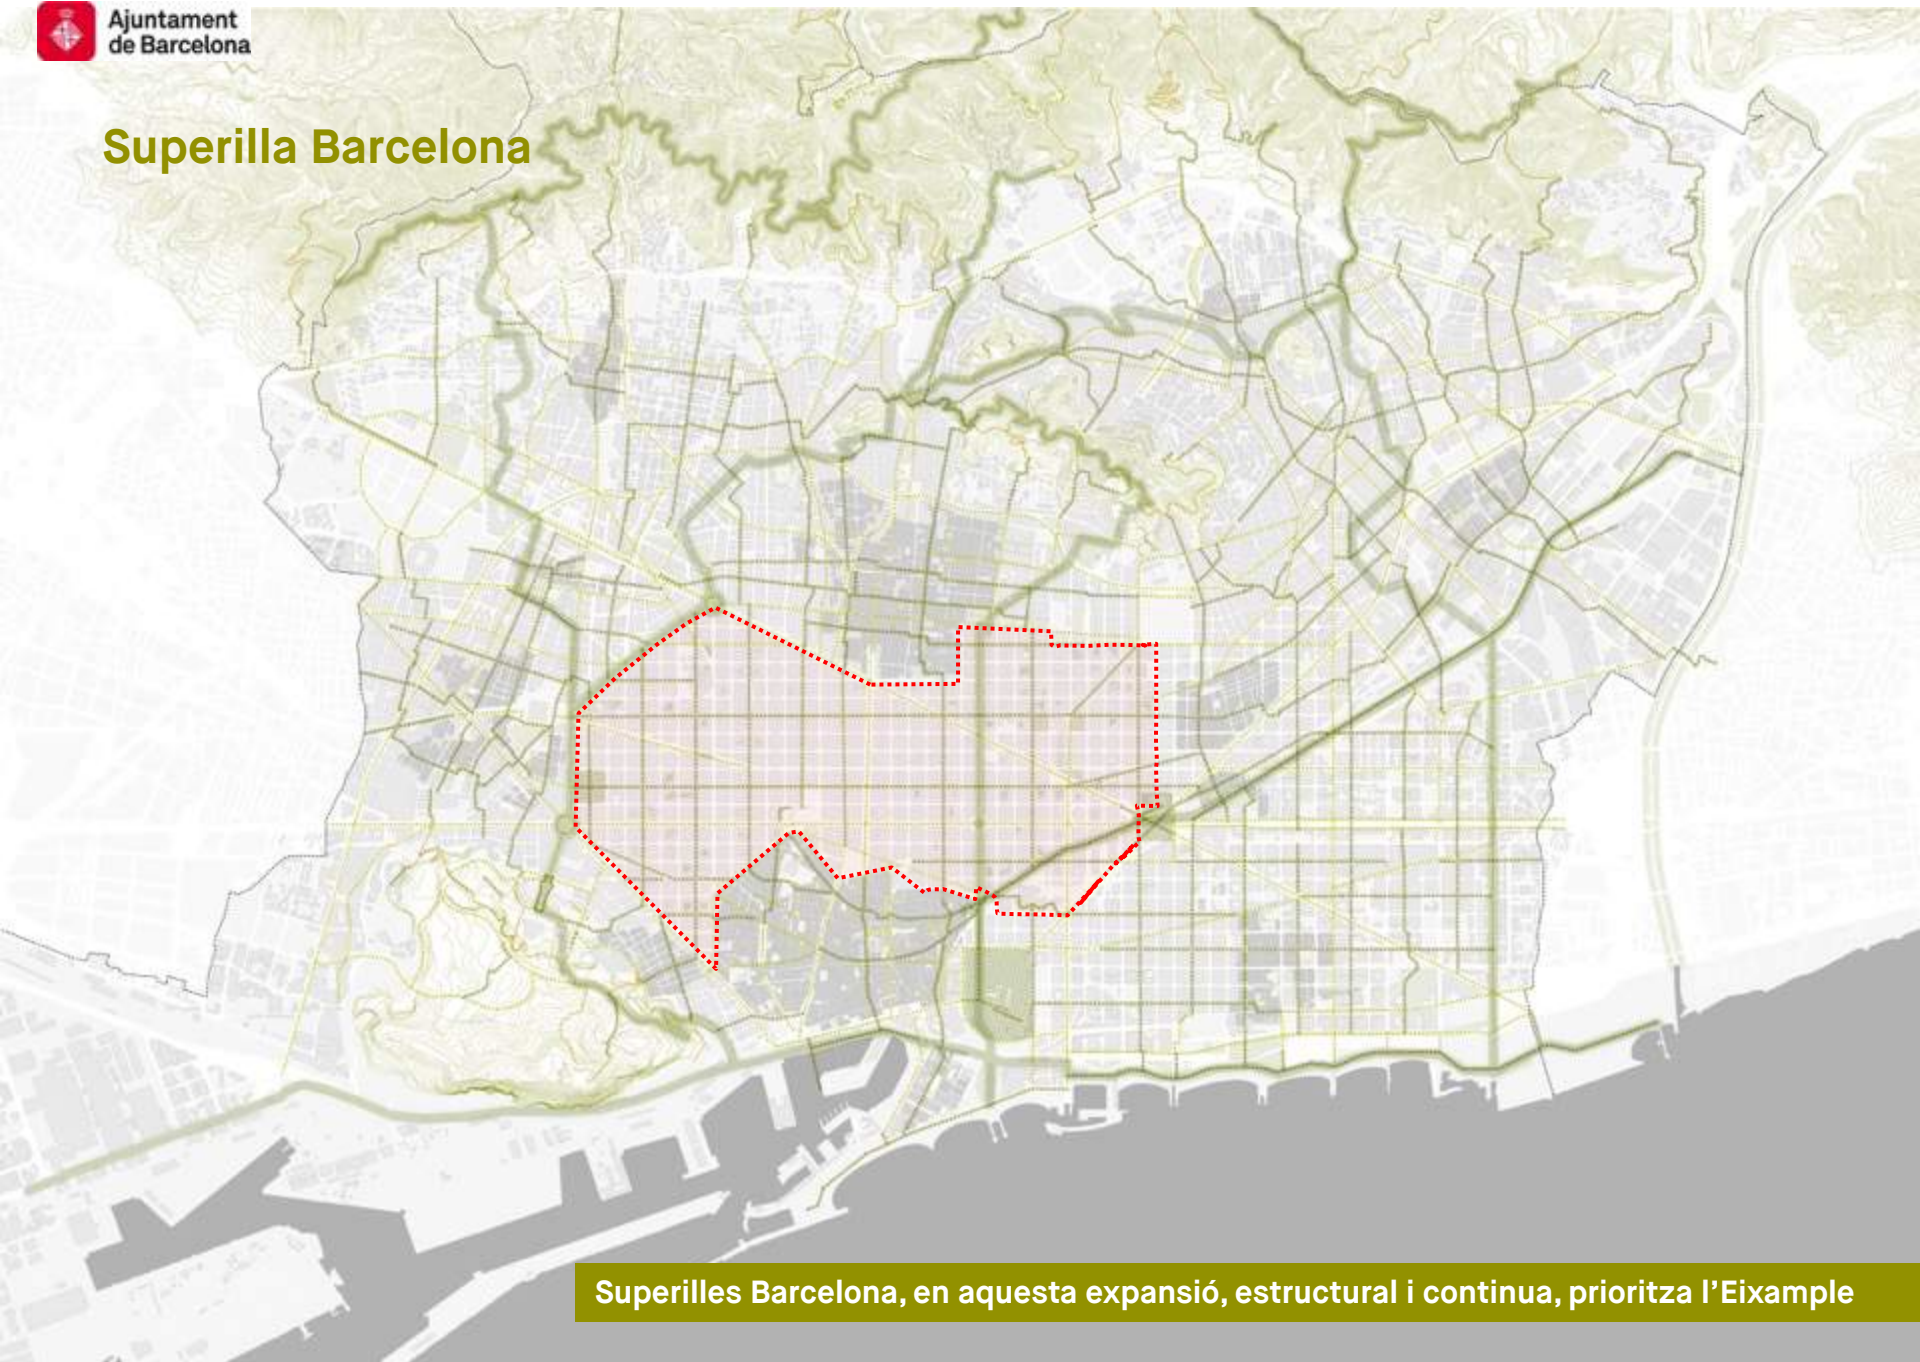 Ajuntament
de Barcelona
Superilla Barcelona
Superilles Barcelona, en aquesta expansió, estructural i continua, prioritza l’Eixample